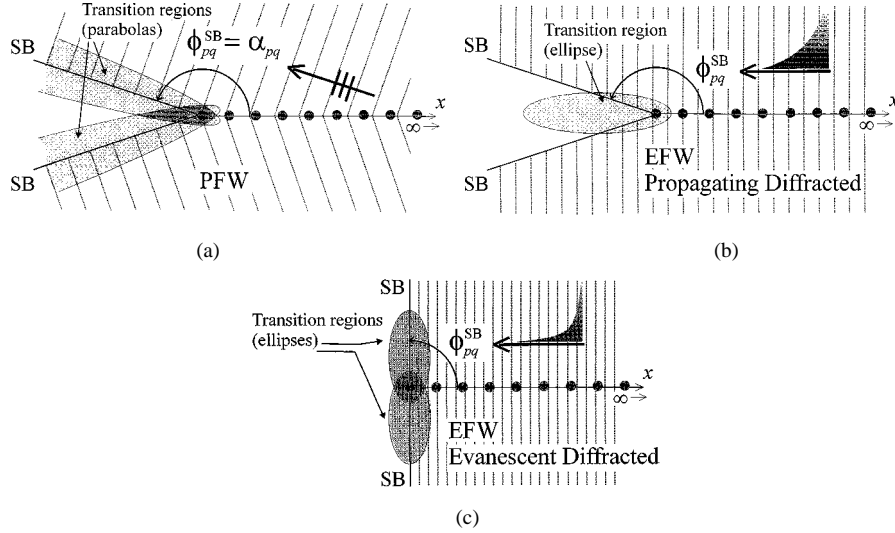 SB
Transition regions
(parabolas)
ϕ_pq^SB = α_pq
x
∞
SB
PFW
(a)
SB
Transition region
(ellipse)
ϕ_pq^SB
x
∞
SB
EFW
Propagating Diffracted
(b)
SB
Transition regions
(ellipses)
ϕ_pq^SB
x
∞
EFW
Evanescent Diffracted
SB
(c)